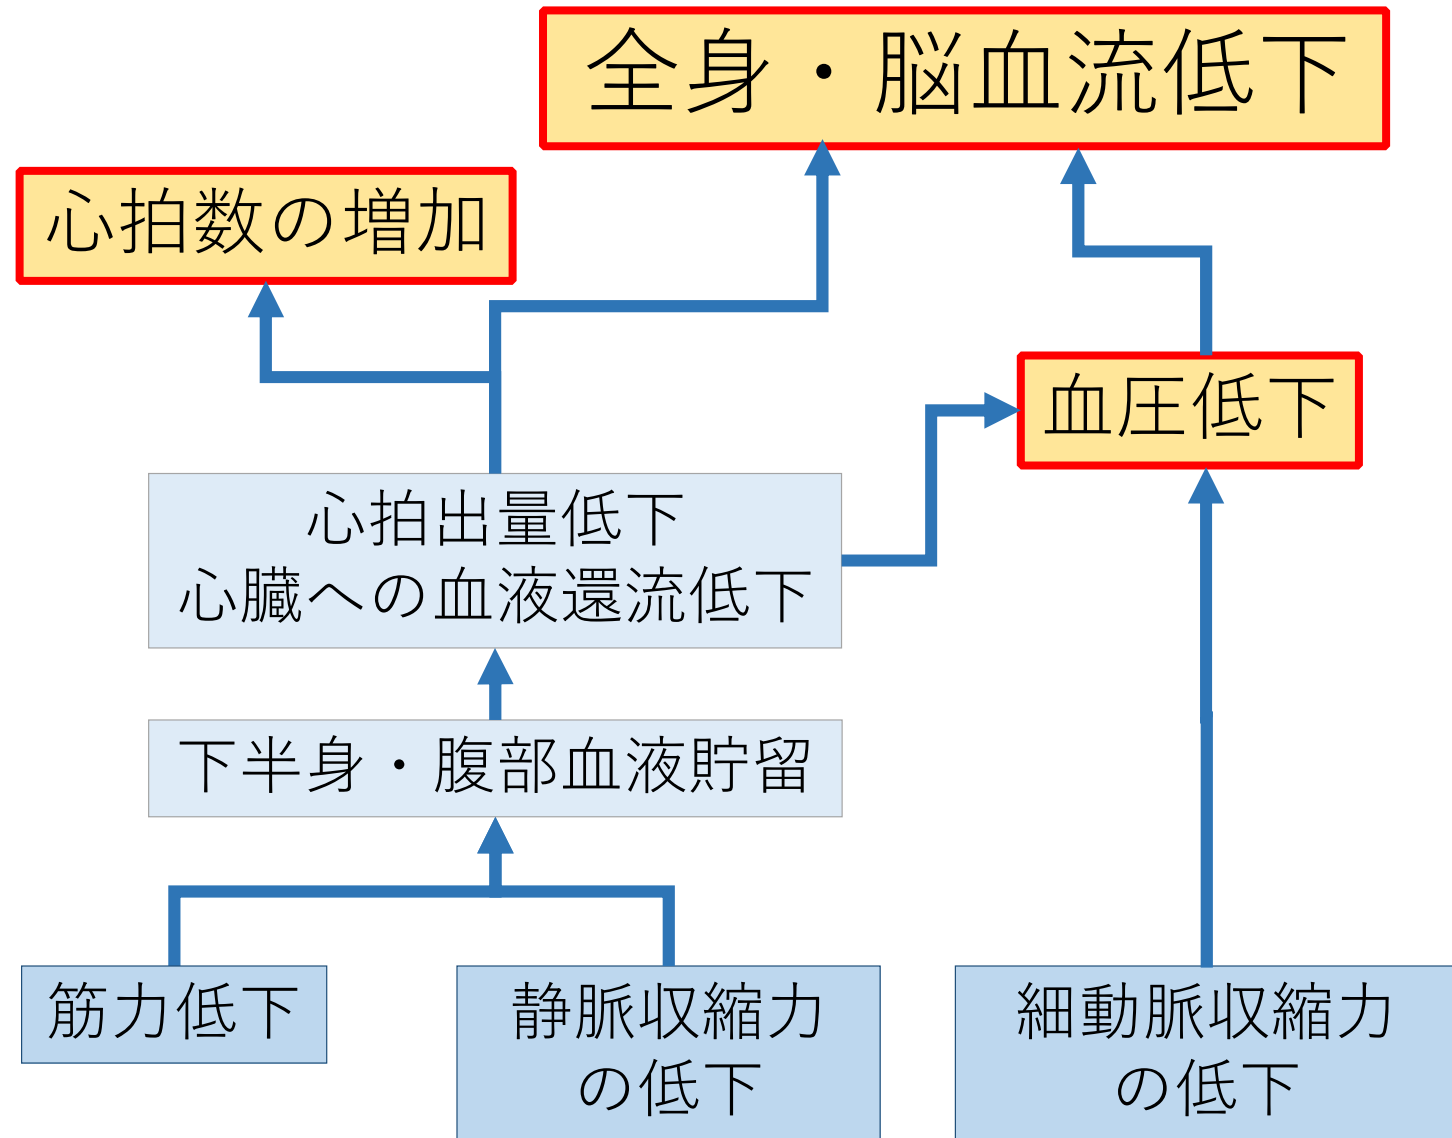 全身・脳血流低下
心拍数の増加
血圧低下
心拍出量低下
心臓への血液還流低下
下半身・腹部血液貯留
筋力低下
静脈収縮力
の低下
細動脈収縮力
の低下